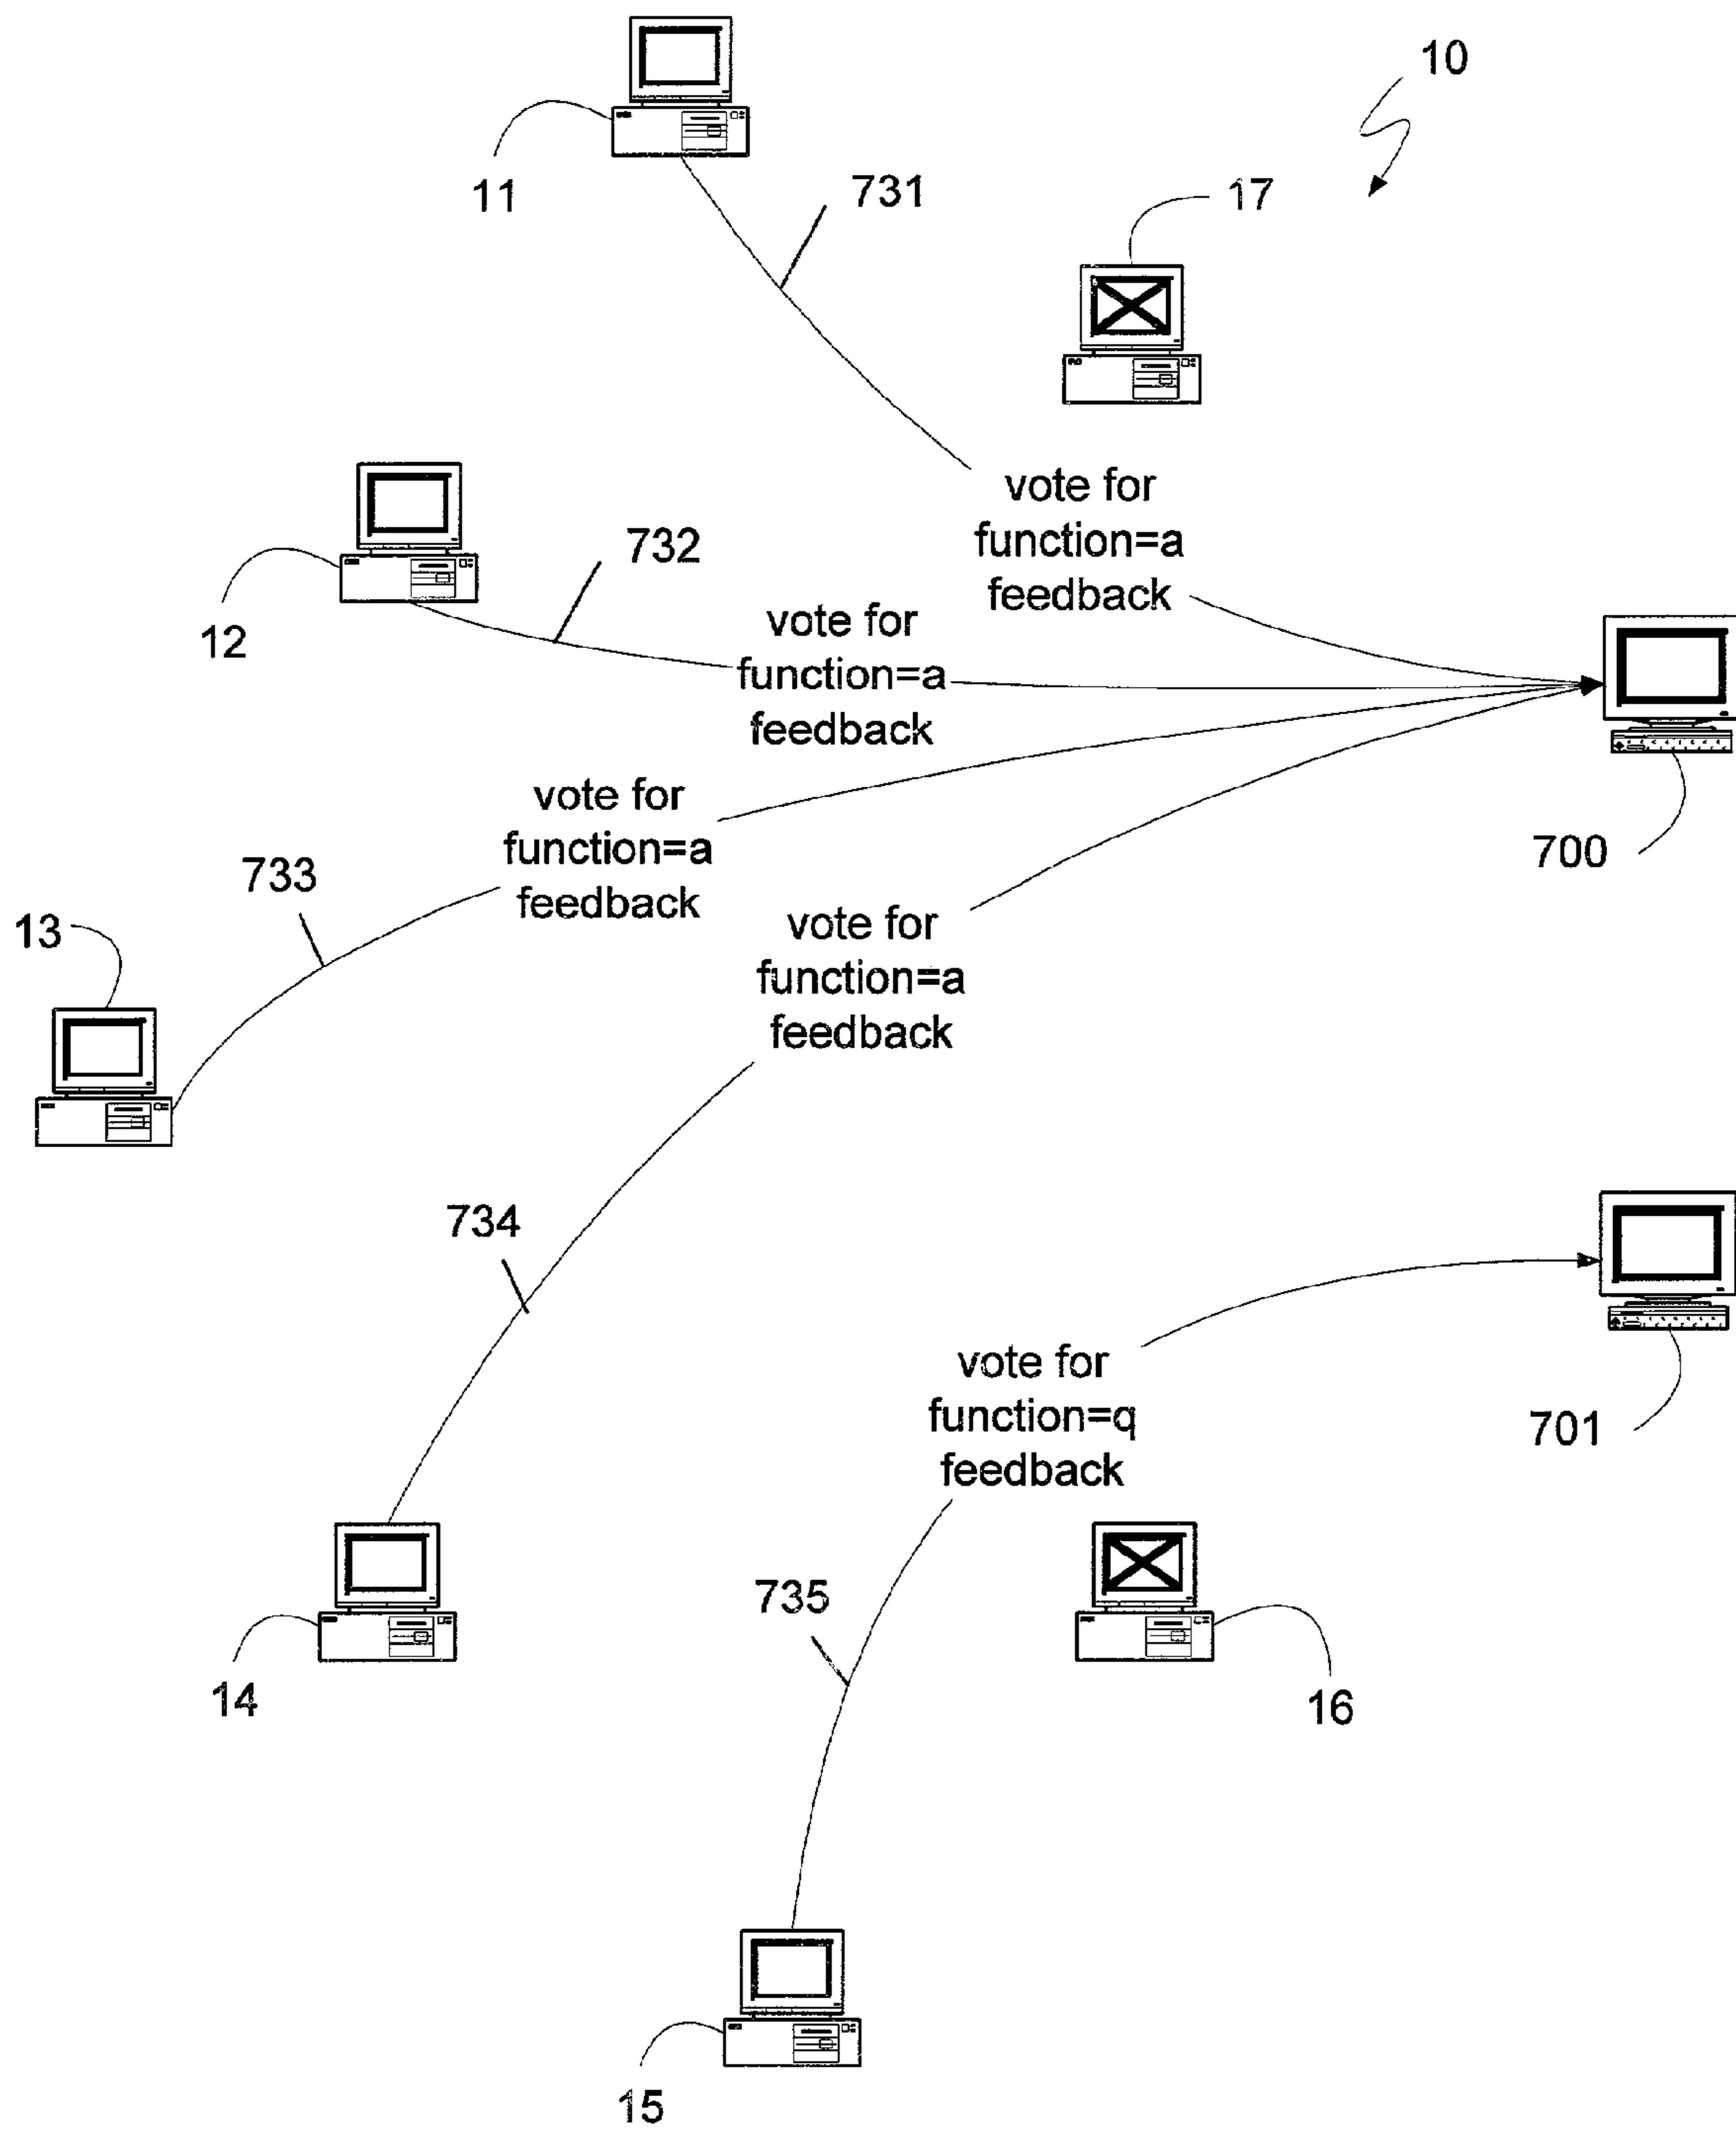 10
11
731
17
vote for
function=a
feedback
732
12
vote for
function=a
feedback
700
vote for
function=a
feedback
733
13
vote for
function=a
feedback
734
vote for
function=q
feedback
701
735
14
16
15